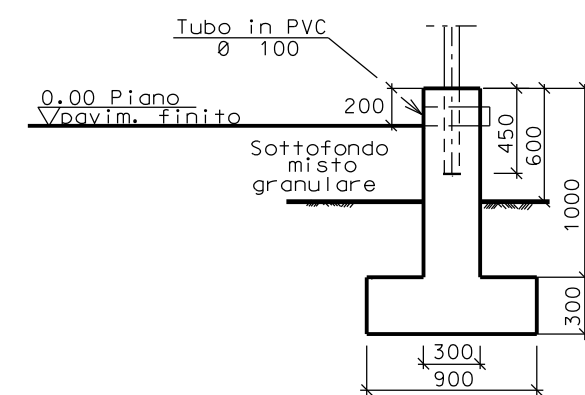 Tubo in PVC
Ø 100
0.00 Piano
pavim. finito
200
Sottofondo
misto
granulare
450
600
1000
300
300
900